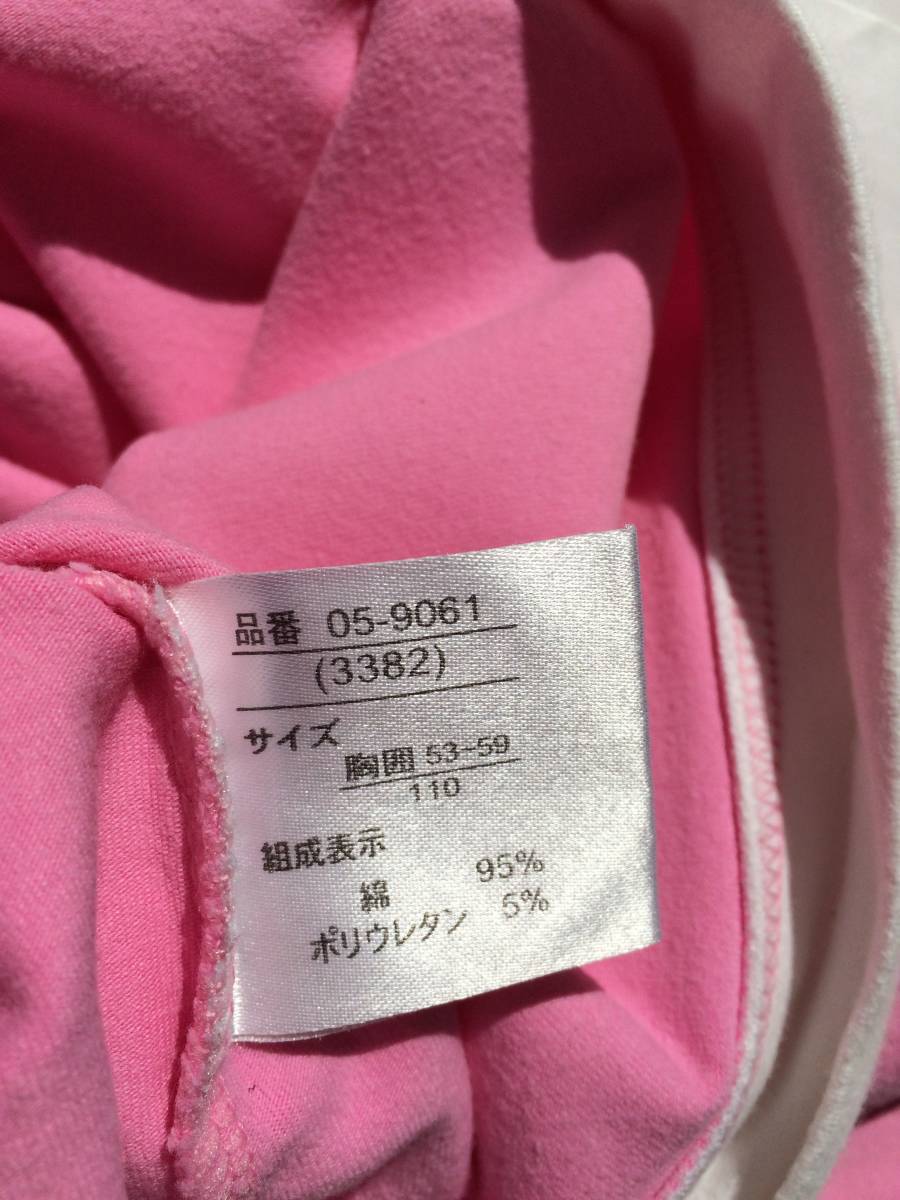 品番 05-9061
(3382)
サイズ
胸囲 53-59
110
組成表示
綿 95%
ポリウレタン 5%